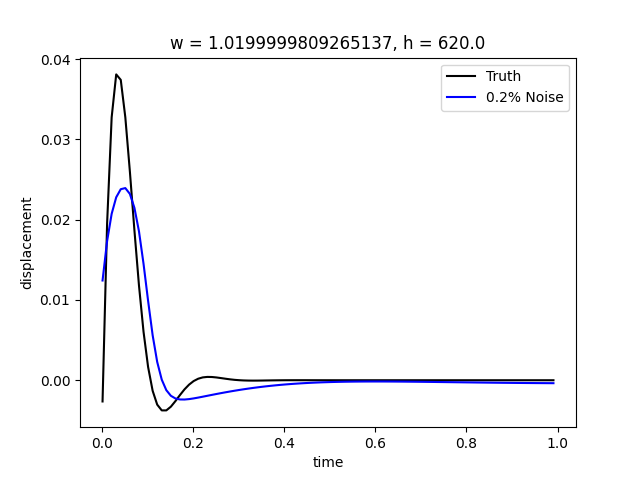 w = 1.0199999809265137, h = 620.0
Truth
0.2% Noise
displacement
0.04
0.03
0.02
0.01
0.00
0.0 0.2 0.4 0.6 0.8 1.0
time